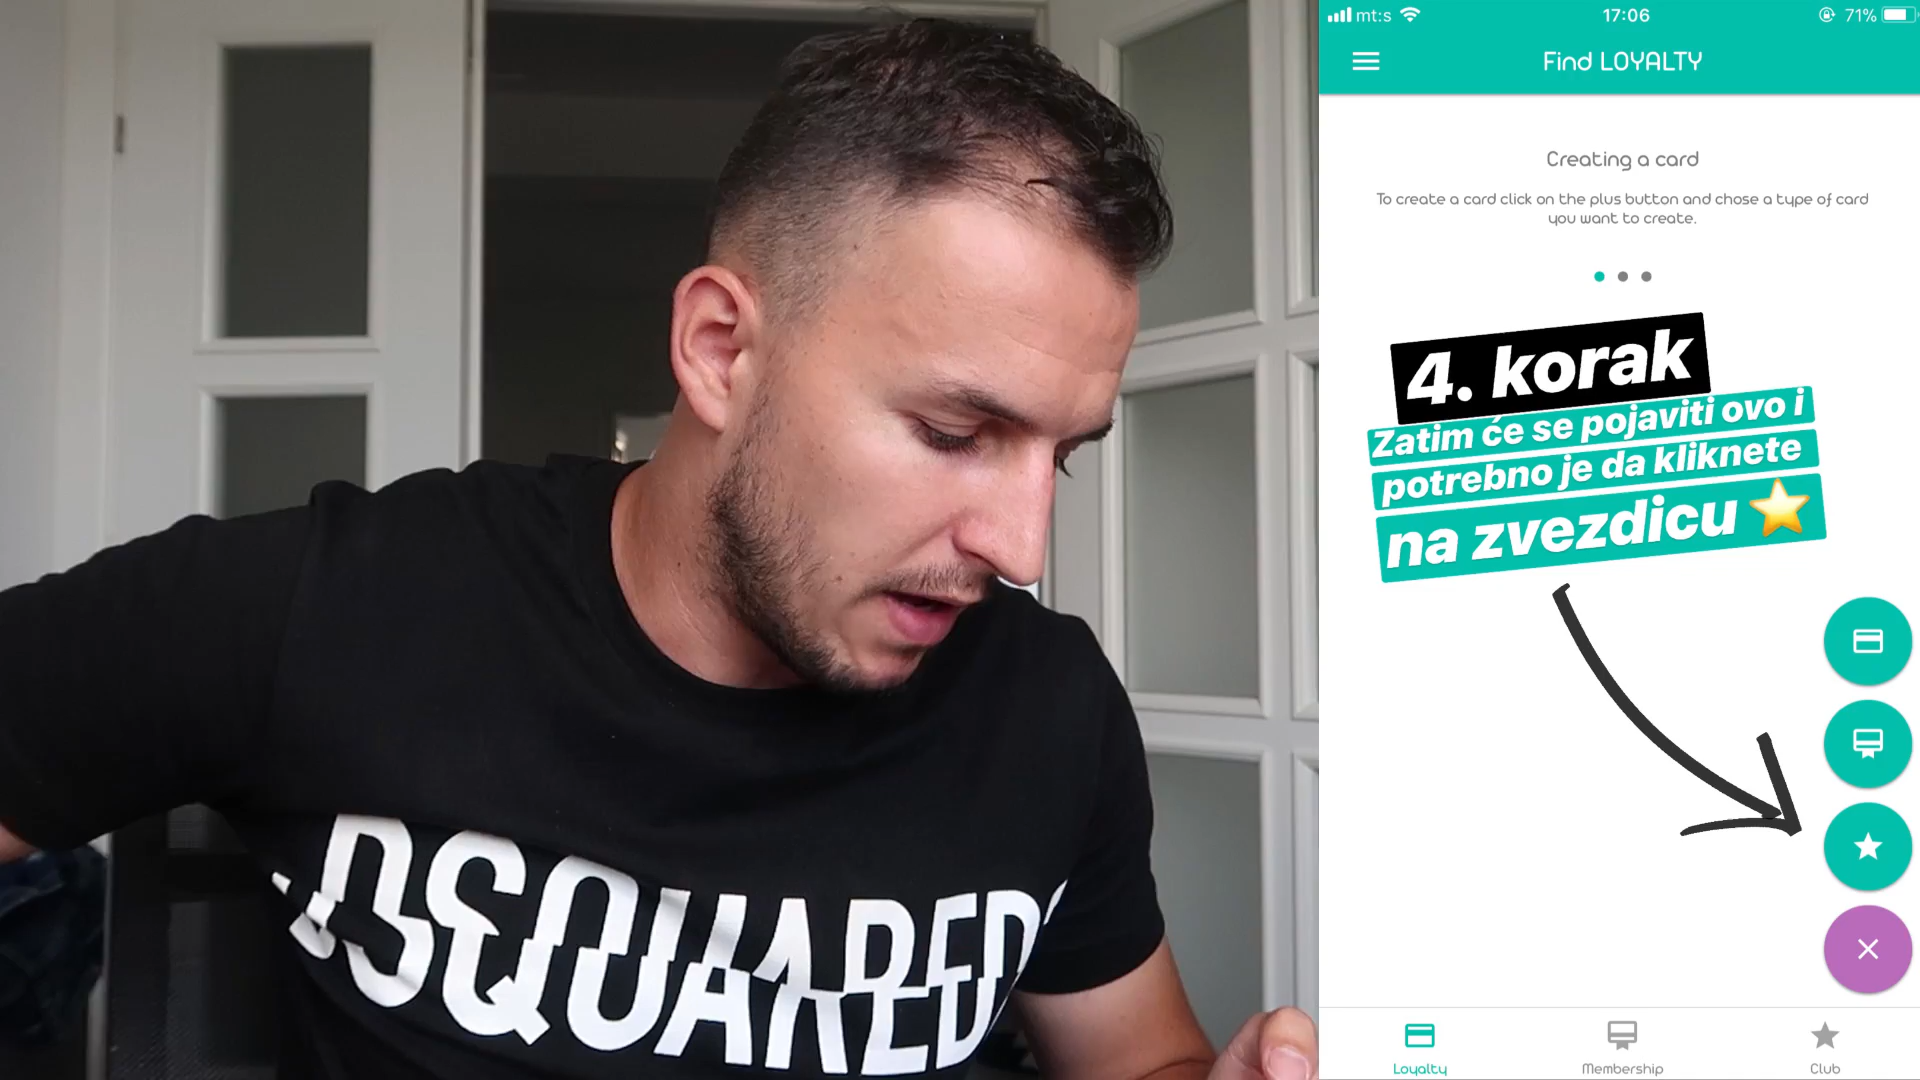 mt:s
17:06
71%
Find LOYALTY
Creating a card
To create a card click on the plus button and chose a type of card
you want to create.
4. korak
Zatim će se pojaviti ovo i
potrebno je da kliknete
na zvezdicu ⭐
DSQUARED
Loyalty
Membership
Club